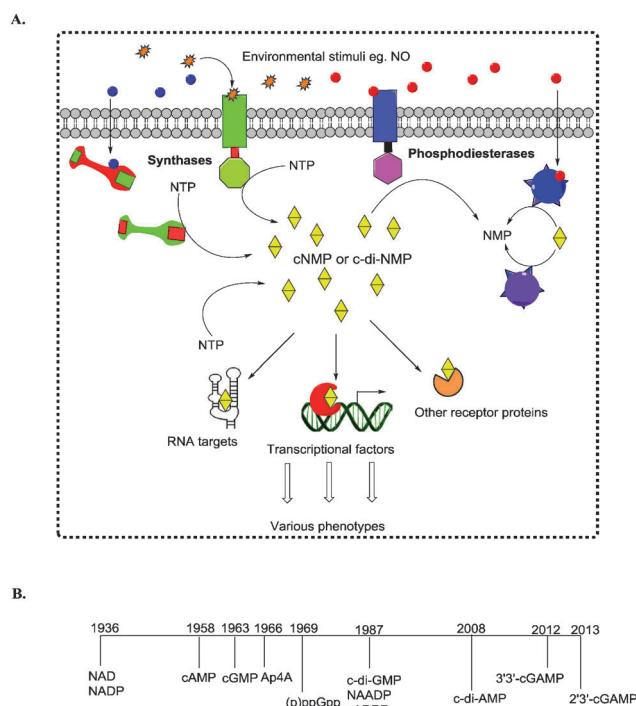 A.
Environmental stimuli eg. NO
Synthases
NTP
Phosphodiesterases
NTP
NMP
cNMP or c-di-NMP
NTP
RNA targets
Transcriptional factors
Other receptor proteins
Various phenotypes
B.
1936 1958 1963 1966 1969 1987 2008 2012 2013
NAD cAMP cGMP Ap4A c-di-GMP 3'3'-cGAMP
NADP NAADP
(p)ppGpp c-di-AMP 2'3'-cGAMP